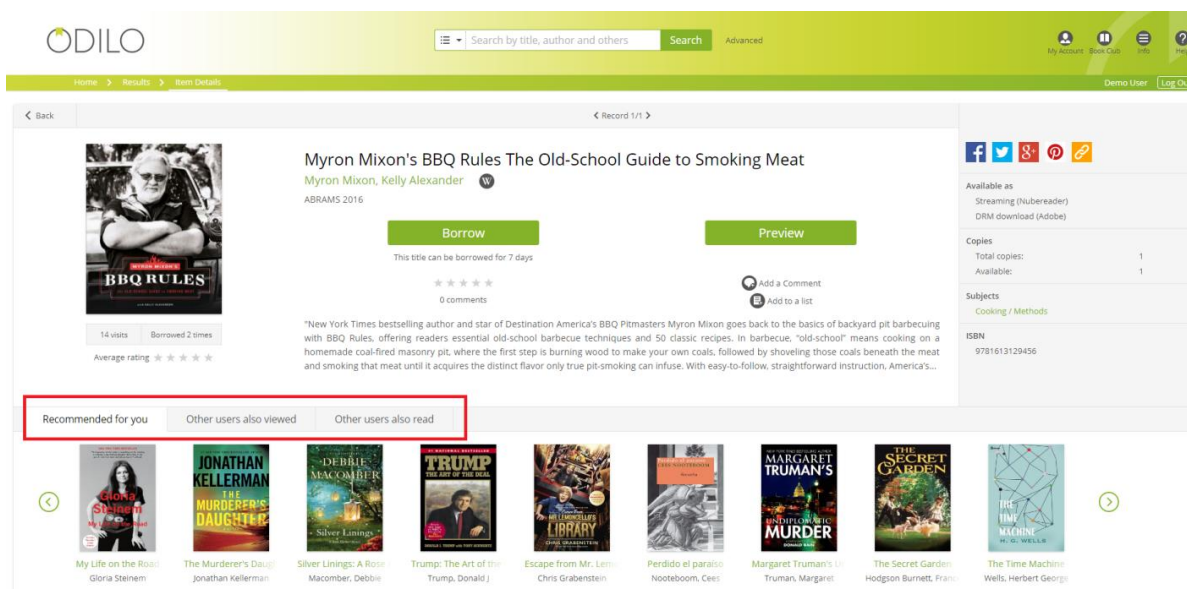 ODILO
Search by title, author and others
Search
Advanced
My Account
Book Club
Info
Home > Results > Item Details
Demo User
Back
Record 1/1
Myron Mixon's BBQ Rules The Old-School Guide to Smoking Meat
Myron Mixon, Kelly Alexander
W
ABRAMS 2016
Borrow
Preview
This title can be borrowed for 7 days
0 comments
Add a Comment
Add to a list
MYRON MIXON'S
BBQ RULES
14 visits
Borrowed 2 times
Average rating
"New York Times bestselling author and star of Destination America's BBQ Pitmasters Myron Mixon goes back to the basics of backyard pit barbecuing
with BBQ Rules, offering readers essential old-school barbecue techniques and 50 classic recipes. In barbecue, "old-school" means cooking on a
homemade coal-fired masonry pit, where the first step is burning wood to make your own coals, followed by shoveling those coals beneath the meat
and smoking that meat until it acquires the distinct flavor only true pit-smoking can infuse. With easy-to-follow, straightforward instruction, America's...
Available as
Streaming (Nubereader)
DRM download (Adobe)
Copies
Total copies: 1
Available: 1
Subjects
Cooking / Methods
ISBN
9781613129456
Recommended for you
Other users also viewed
Other users also read
Gloria
Steinem
My Life on the Road
Gloria Steinem
JONATHAN
KELLERMAN
THE
MURDERER'S
DAUGHTER
The Murderer's Daug
Jonathan Kellerman
DEBBIE
MACOMBER
Silver Linings
Silver Linings: A Rose
Macomber, Debbie
TRUMP
THE ART OF THE DEAL
Trump: The Art of the
Trump, Donald J
MR. LEMONCELLO'S
LIBRARY
CHRIS GRABENSTEIN
Escape from Mr. Lem
Chris Grabenstein
CEES NOOTEBOOM
Perdido el paraíso
Nooteboom, Cees
MARGARET
TRUMAN'S
UNDIPLOMATIC
MURDER
DONALD BAIN
Margaret Truman's U
Truman, Margaret
THE
SECRET
GARDEN
The Secret Garden
Hodgson Burnett, Franc
THE
TIME
MACHINE
H. G. WELLS
The Time Machine
Wells, Herbert George